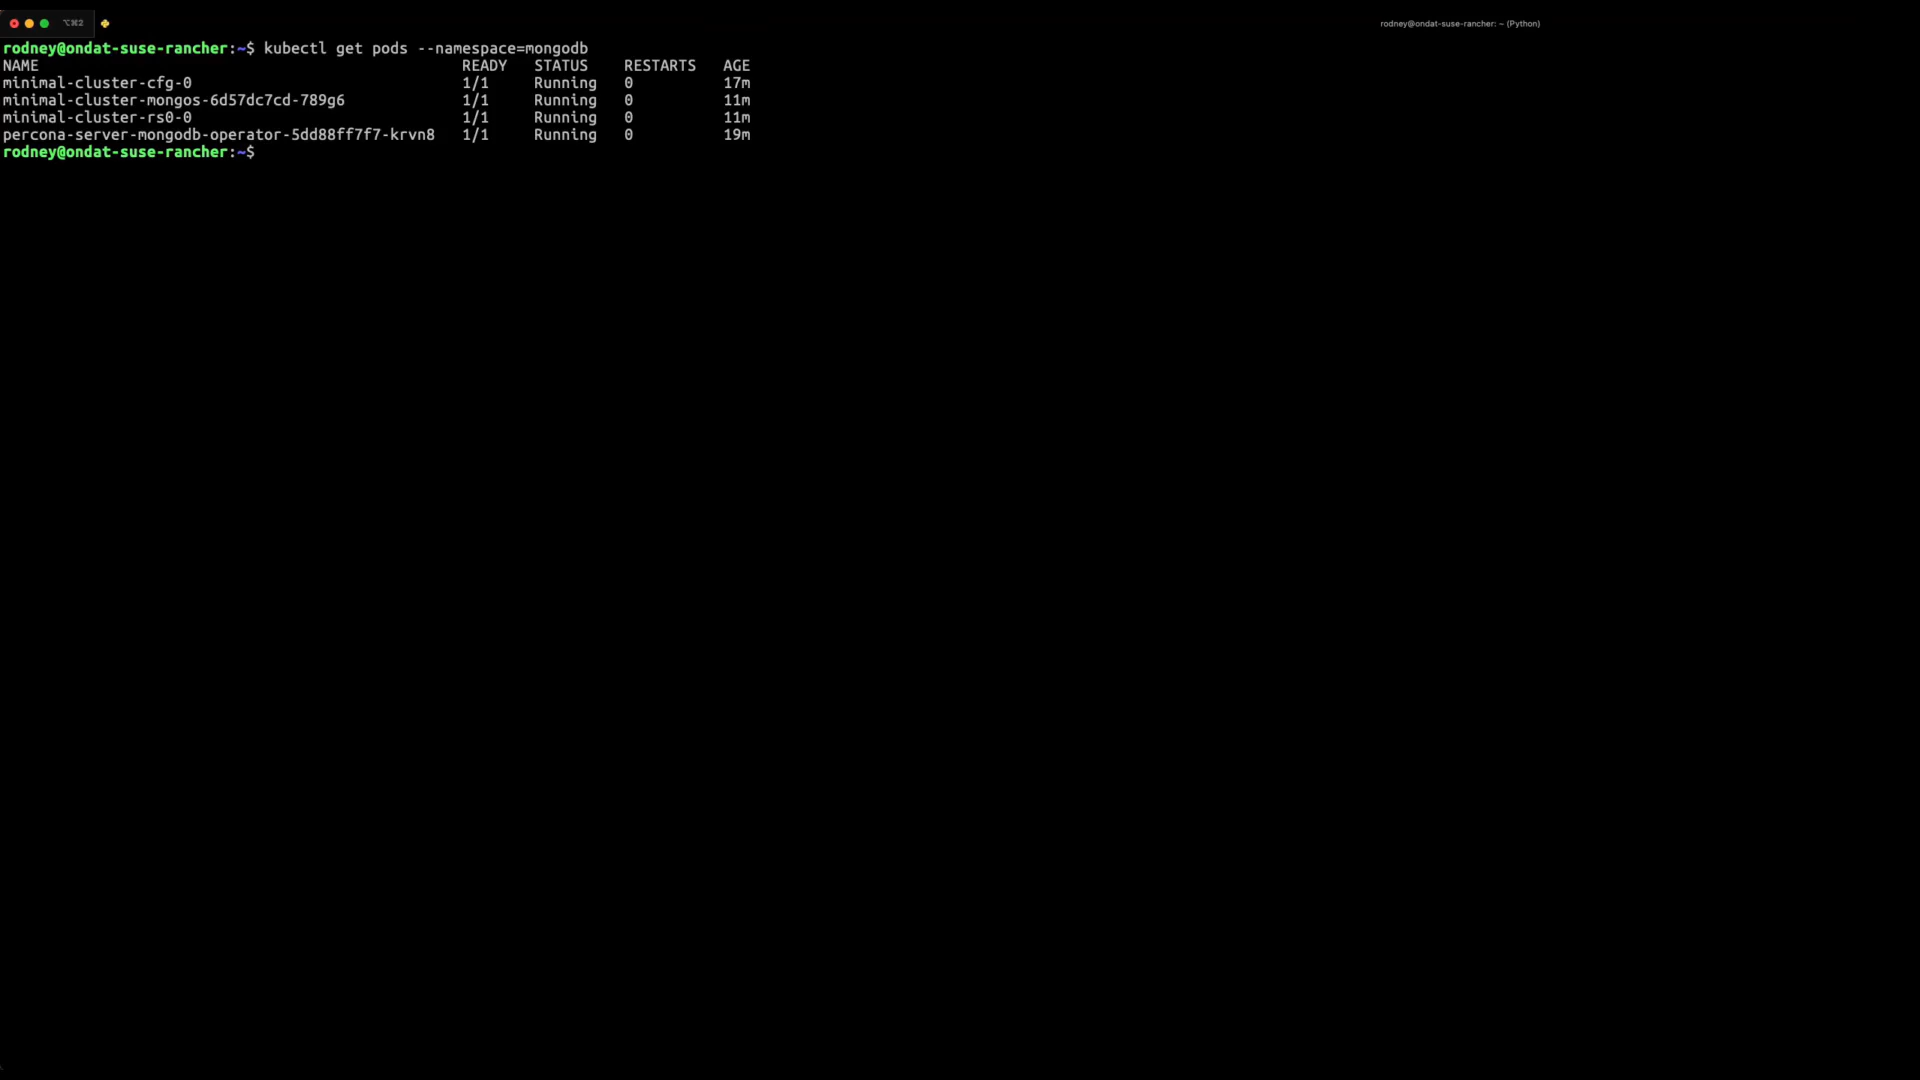 ⌥⌘2
rodney@ondat-suse-rancher: ~ (Python)
rodney@ondat-suse-rancher:~$ kubectl get pods --namespace=mongodb
NAME READY STATUS RESTARTS AGE
minimal-cluster-cfg-0 1/1 Running 0 17m
minimal-cluster-mongos-6d57dc7cd-789g6 1/1 Running 0 11m
minimal-cluster-rs0-0 1/1 Running 0 11m
percona-server-mongodb-operator-5dd88ff7f7-krvn8 1/1 Running 0 19m
rodney@ondat-suse-rancher:~$